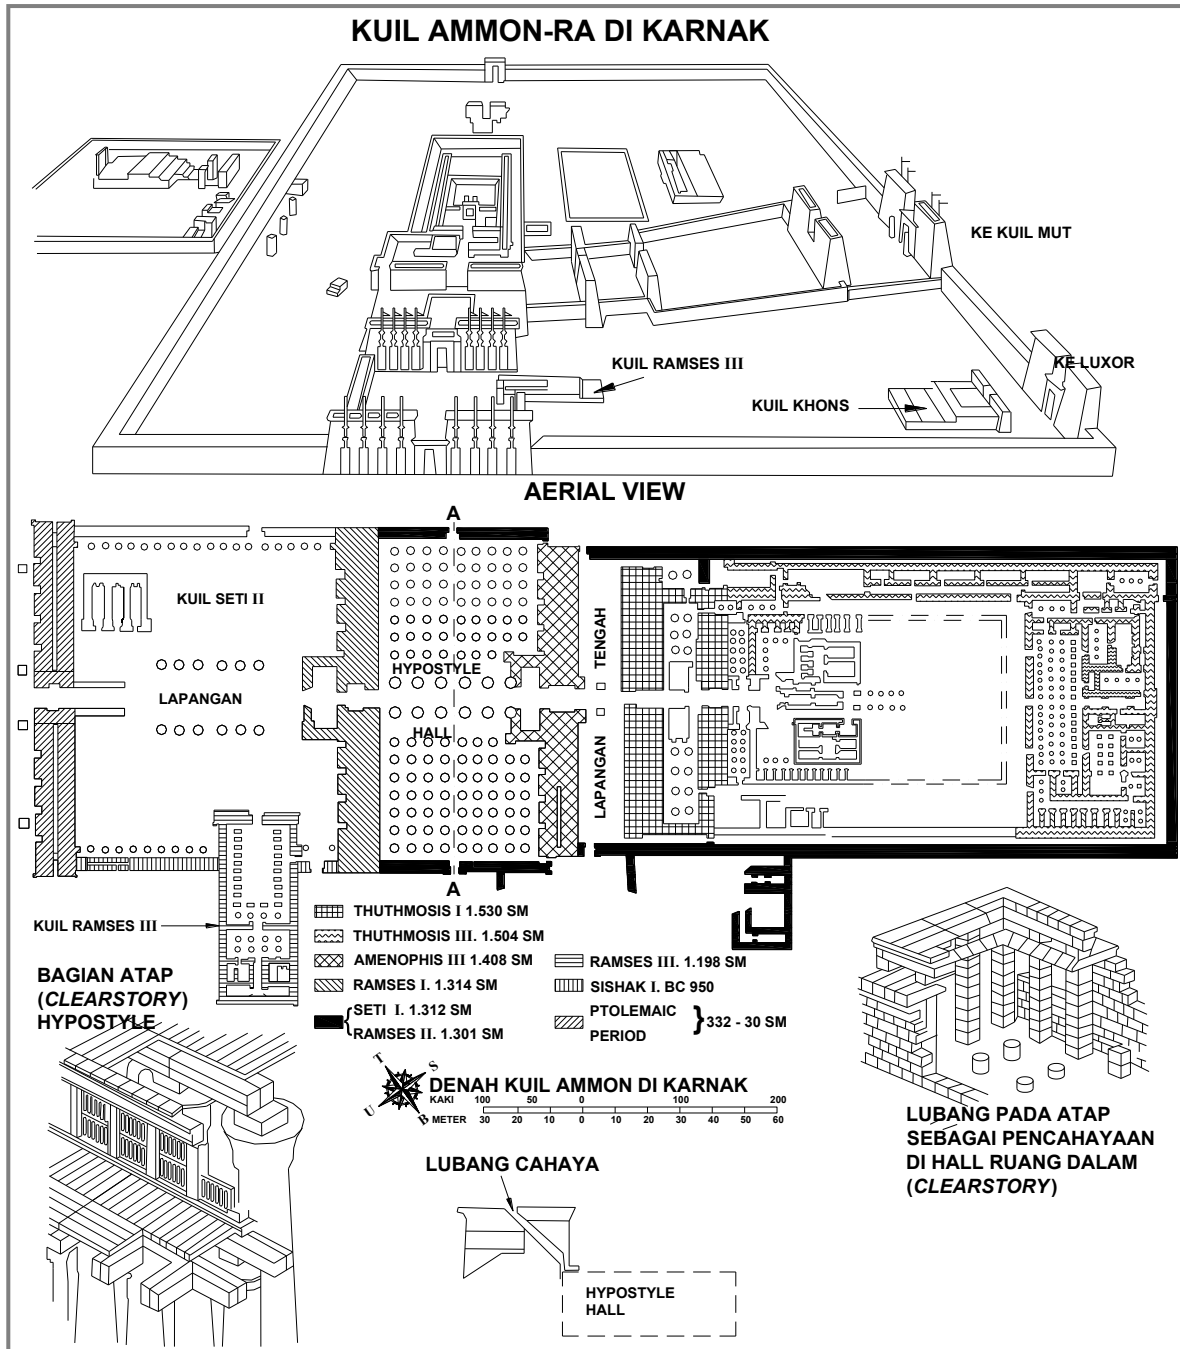 KUIL AMMON-RA DI KARNAK
KE KUIL MUT
KUIL RAMSES III
KE LUXOR
KUIL KHONS
AERIAL VIEW
A
KUIL SETI II
LAPANGAN
HYPOSTYLE
HALL
LAPANGAN TENGAH
A
KUIL RAMSES III
THUTHMOSIS I 1.530 SM
THUTHMOSIS III. 1.504 SM
AMENOPHIS III 1.408 SM
RAMSES I. 1.314 SM
SETI I. 1.312 SM
RAMSES II. 1.301 SM
RAMSES III. 1.198 SM
SISHAK I. BC 950
PTOLEMAIC
PERIOD
332 - 30 SM
BAGIAN ATAP
(CLEARSTORY)
HYPOSTYLE
T
S
U
B
DENAH KUIL AMMON DI KARNAK
KAKI 100 50 0 100 200
METER 30 20 10 0 10 20 30 40 50 60
LUBANG PADA ATAP
SEBAGAI PENCAHAYAAN
DI HALL RUANG DALAM
(CLEARSTORY)
LUBANG CAHAYA
HYPOSTYLE
HALL